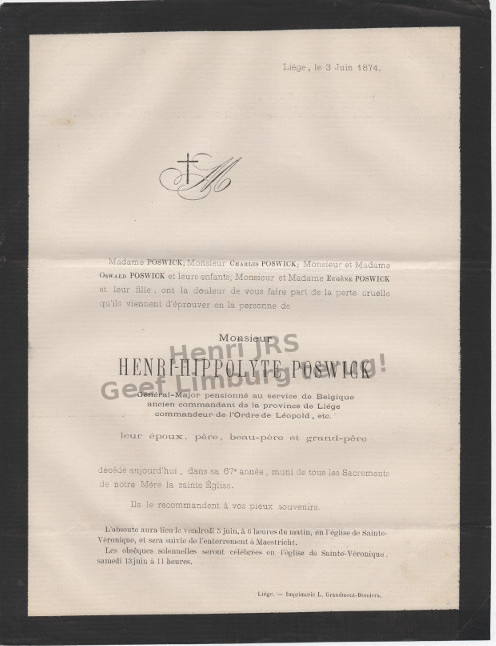 Liége, le 3 Juin 1874.
M
Madame POSWICK; Monsieur CHARLES POSWICK; Monsieur et Madame
OSWALD POSWICK et leurs enfants; Monsieur et Madame EUGÈNE POSWICK
et leur fille, ont la douleur de vous faire part de la perte cruelle
qu'ils viennent d'éprouver en la personne de
Monsieur
Henri JRS
HENRI-HIPPOLYTE POSWICK
Geef Limburg terug!
Général-Major pensionné au service de Belgique
ancien commandant de la province de Liége
commandeur de l'Ordre de Léopold, etc.
leur époux, père, beau-père et grand-père
décédé aujourd'hui, dans sa 67e année, muni de tous les Sacrements
de notre Mère la sainte Église.
Ils le recommandent à vos pieux souvenirs.
L'absoute aura lieu le vendredi 5 juin, à 6 heures du matin, en l'église de Sainte-
Véronique, et sera suivie de l'enterrement à Maestricht.
Les obsèques solennelles seront célébrées en l'église de Sainte-Véronique,
samedi 13 juin à 11 heures.
Liége. — Imprimerie L. Grandmont-Donders.